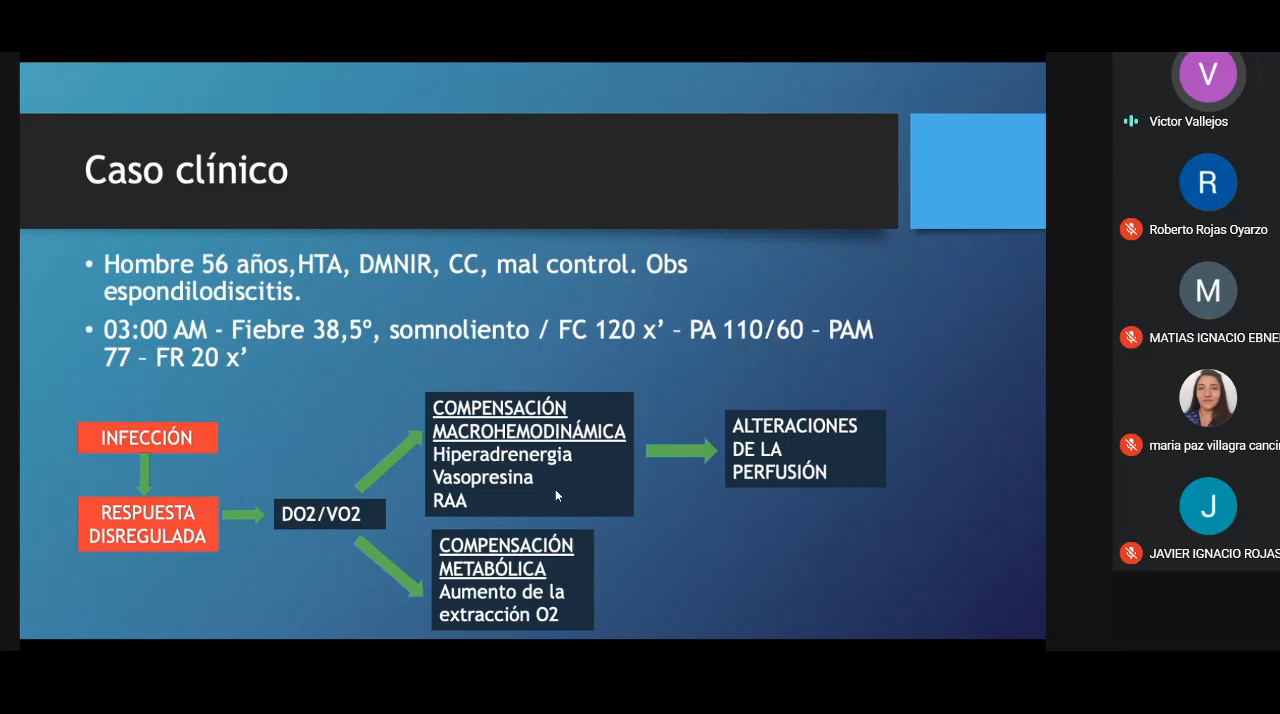 Caso clínico
• Hombre 56 años,HTA, DMNIR, CC, mal control. Obs
espondilodiscitis.
• 03:00 AM - Fiebre 38,5º, somnoliento / FC 120 x’ – PA 110/60 – PAM
77 – FR 20 x’
INFECCIÓN
RESPUESTA
DISREGULADA
DO2/VO2
COMPENSACIÓN
MACROHEMODINÁMICA
Hiperadrenergia
Vasopresina
RAA
COMPENSACIÓN
METABÓLICA
Aumento de la
extracción O2
ALTERACIONES
DE LA
PERFUSIÓN
V
Victor Vallejos
R
Roberto Rojas Oyarzo
M
MATIAS IGNACIO EBNE
maria paz villagra canci
J
JAVIER IGNACIO ROJAS